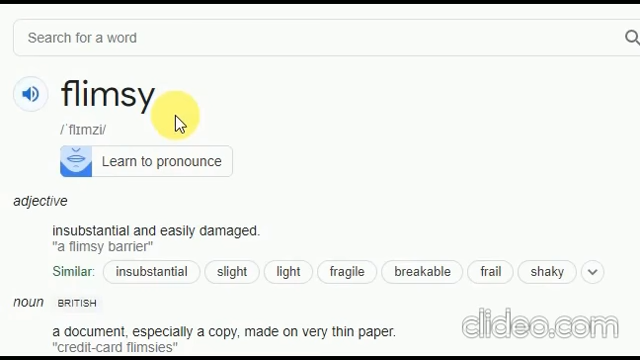 Search for a word
flimsy
/ˈflɪmzi/
Learn to pronounce
adjective
insubstantial and easily damaged.
"a flimsy barrier"
Similar: insubstantial slight light fragile breakable frail shaky
noun BRITISH
a document, especially a copy, made on very thin paper.
"credit-card flimsies"
clideo.com